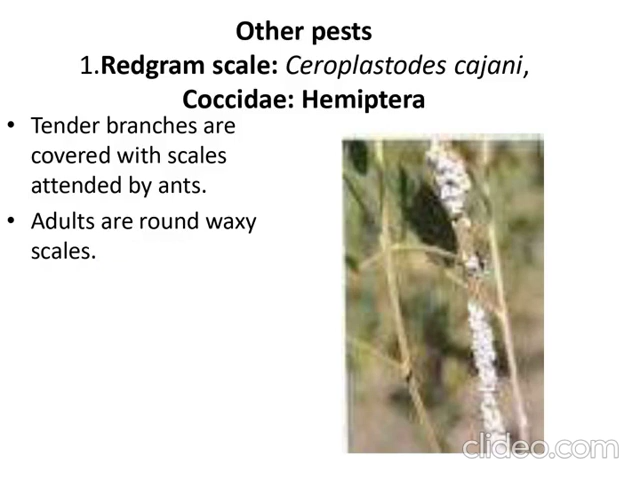 Other pests
1.Redgram scale: Ceroplastodes cajani,
Coccidae: Hemiptera
• Tender branches are
covered with scales
attended by ants.
• Adults are round waxy
scales.
clideo.com